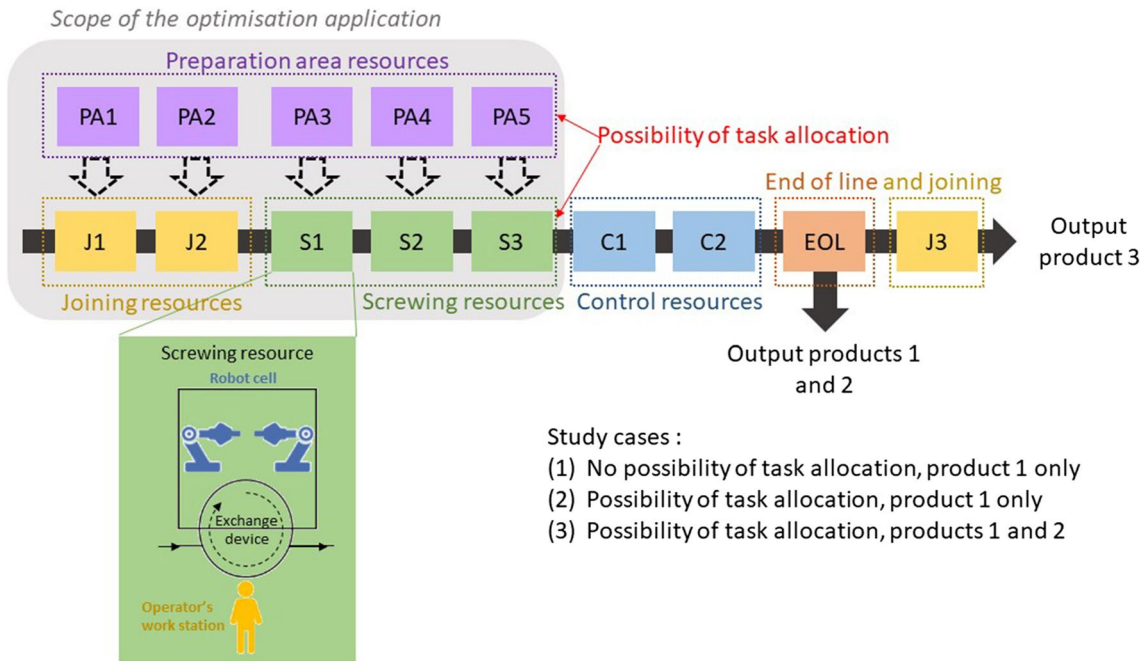 Scope of the optimisation application
Preparation area resources
PA1 PA2 PA3 PA4 PA5
Possibility of task allocation
End of line and joining
J1 J2 S1 S2 S3 C1 C2 EOL J3
Output
product 3
Joining resources Screwing resources Control resources
Output products 1
and 2
Screwing resource
Robot cell
Exchange
device
Operator's
work station
Study cases :
(1) No possibility of task allocation, product 1 only
(2) Possibility of task allocation, product 1 only
(3) Possibility of task allocation, products 1 and 2